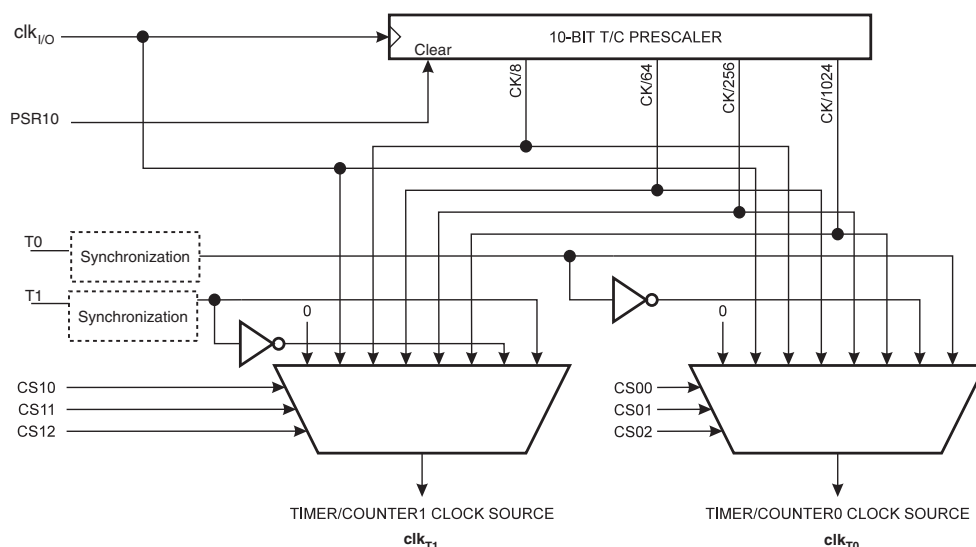 clkI/O
10-BIT T/C PRESCALER
Clear
CK/8
CK/64
CK/256
CK/1024
PSR10
T0
Synchronization
T1
Synchronization
0
0
CS10
CS11
CS12
CS00
CS01
CS02
TIMER/COUNTER1 CLOCK SOURCE
clkT1
TIMER/COUNTER0 CLOCK SOURCE
clkT0